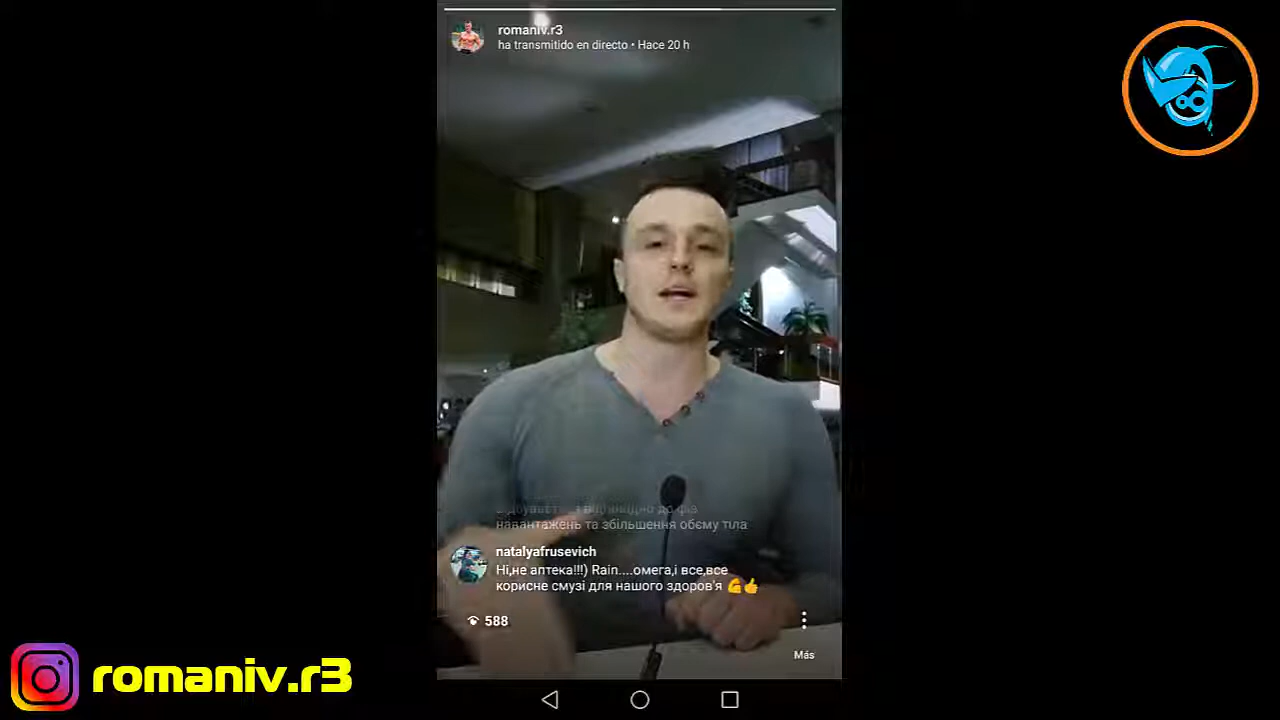 romaniv.r3
ha transmitido en directo • Hace 20 h
навантажень та збільшення обєму тіла
natalyafrusevich
Ні,не аптека!!!) Rain....омега,і все,все
корисне смузі для нашого здоров'я 💪👍
588
Más
romaniv.r3